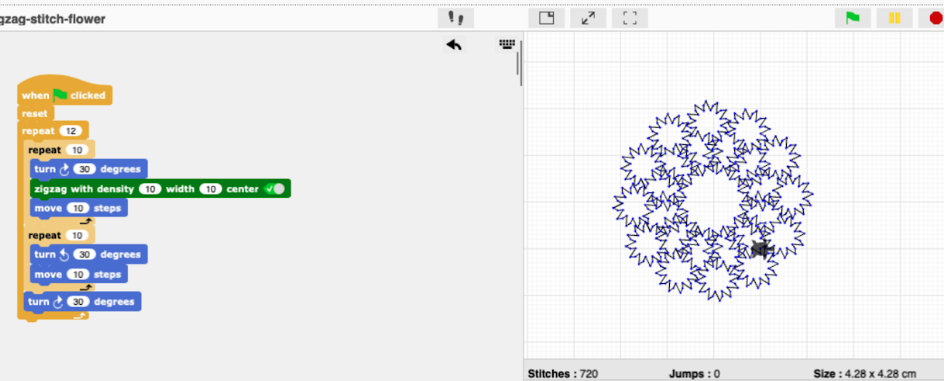 gzag-stitch-flower
when clicked
reset
repeat 12
repeat 10
turn 30 degrees
zigzag with density 10 width 10 center
move 10 steps
repeat 10
turn 30 degrees
move 10 steps
turn 30 degrees
Stitches : 720 Jumps : 0 Size : 4.28 x 4.28 cm